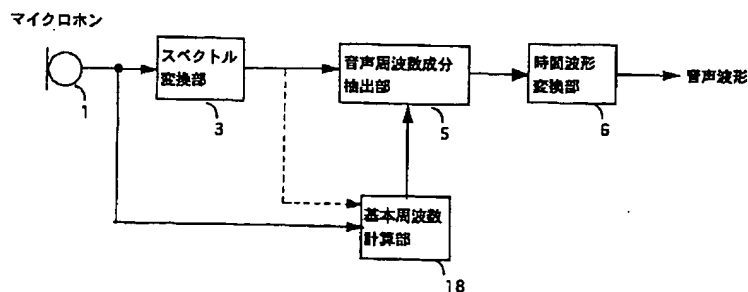 マイクロホン
1
スペクトル
変換部
3
音声周波数成分
抽出部
5
時間波形
変換部
6
音声波形
基本周波数
計算部
18